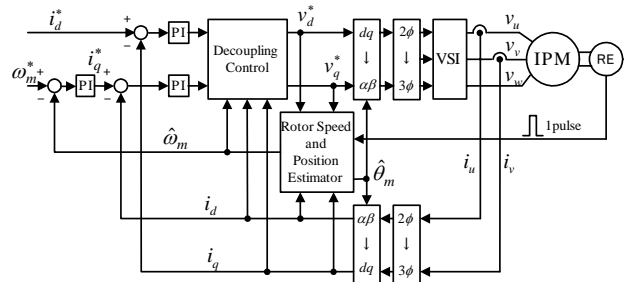 i_d^*
v_d^*
dq
↓
αβ
2ϕ
↓
3ϕ
VSI
v_u
v_v
v_w
IPM
RE
+
−
PI
Decoupling
Control
ω_m^*
+
−
PI
i_q^*
+
−
PI
v_q^*
Rotor Speed
and
Position
Estimator
1pulse
ω̂_m
θ̂_m
i_u
i_v
i_d
i_q
αβ
↓
dq
2ϕ
↓
3ϕ